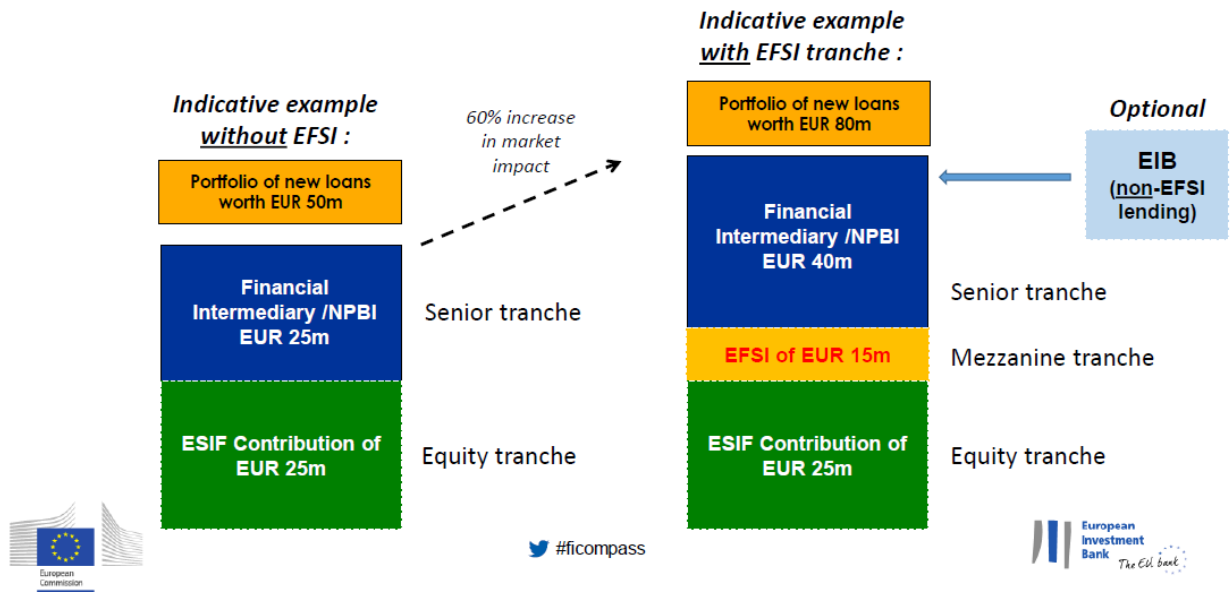 Indicative example
without EFSI :
Portfolio of new loans
worth EUR 50m
Financial
Intermediary /NPBI
EUR 25m
Senior tranche
ESIF Contribution of
EUR 25m
Equity tranche
60% increase
in market
impact
Indicative example
with EFSI tranche :
Portfolio of new loans
worth EUR 80m
Financial
Intermediary /NPBI
EUR 40m
Senior tranche
EFSI of EUR 15m
Mezzanine tranche
ESIF Contribution of
EUR 25m
Equity tranche
Optional
EIB
(non-EFSI
lending)
European
Commission
#ficompass
European
Investment
Bank
The EU bank